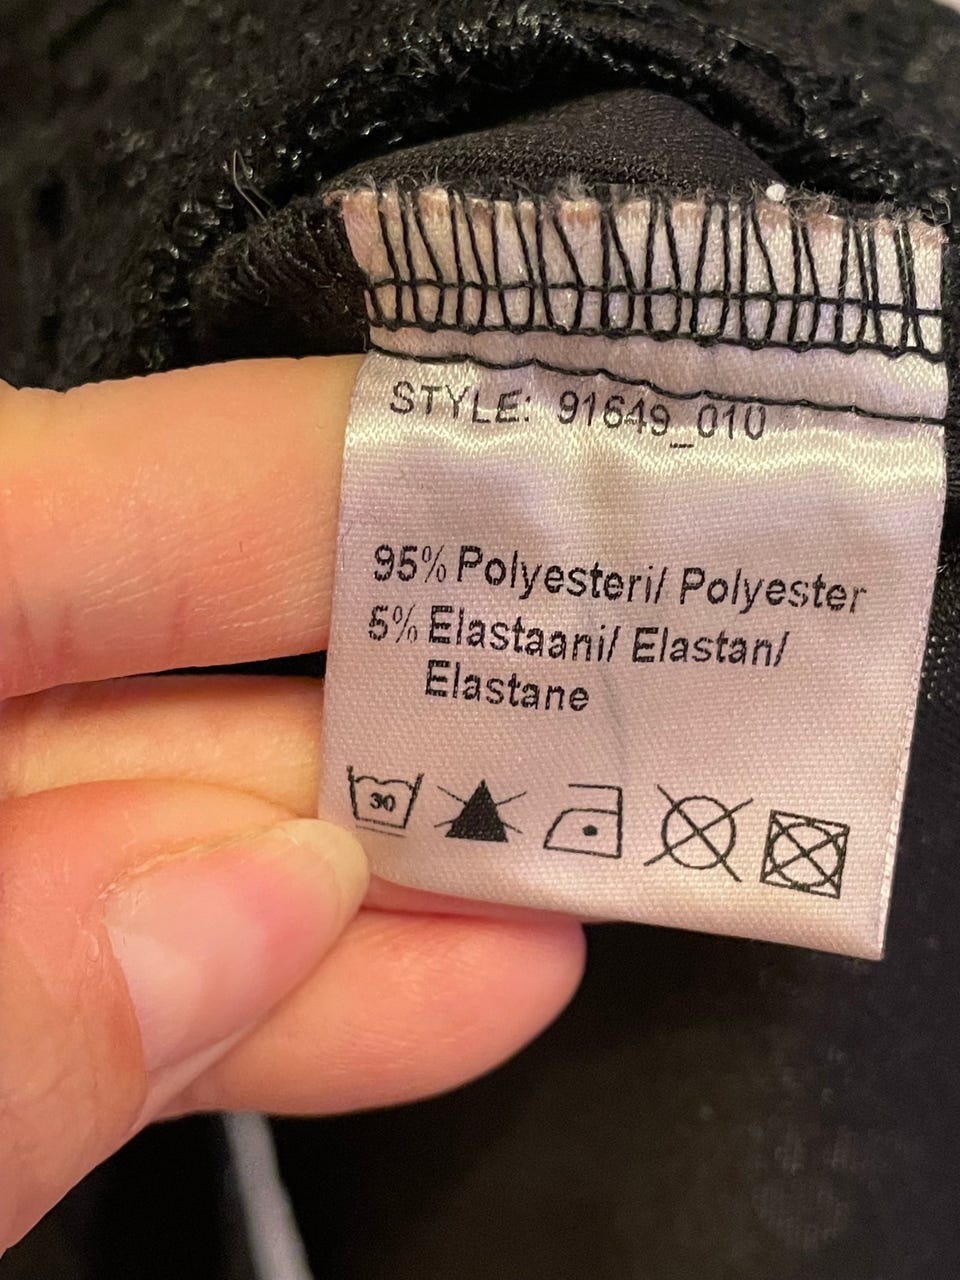 STYLE: 91649_010
95% Polyesteri/ Polyester
5% Elastaani/ Elastan/
Elastane
30